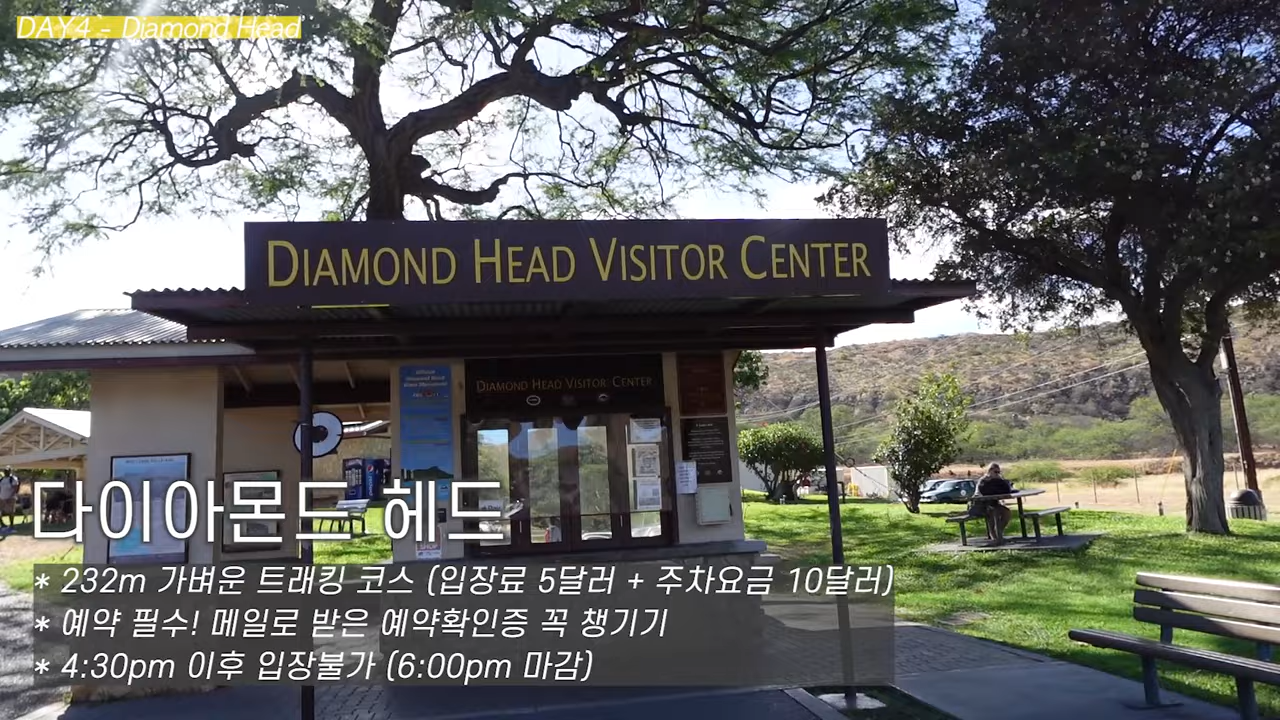 DAY4 - Diamond Head
DIAMOND HEAD VISITOR CENTER
DIAMOND HEAD VISITOR CENTER
다이아몬드 헤드
* 232m 가벼운 트래킹 코스 (입장료 5달러 + 주차요금 10달러)
* 예약 필수! 메일로 받은 예약확인증 꼭 챙기기
* 4:30pm 이후 입장불가 (6:00pm 마감)